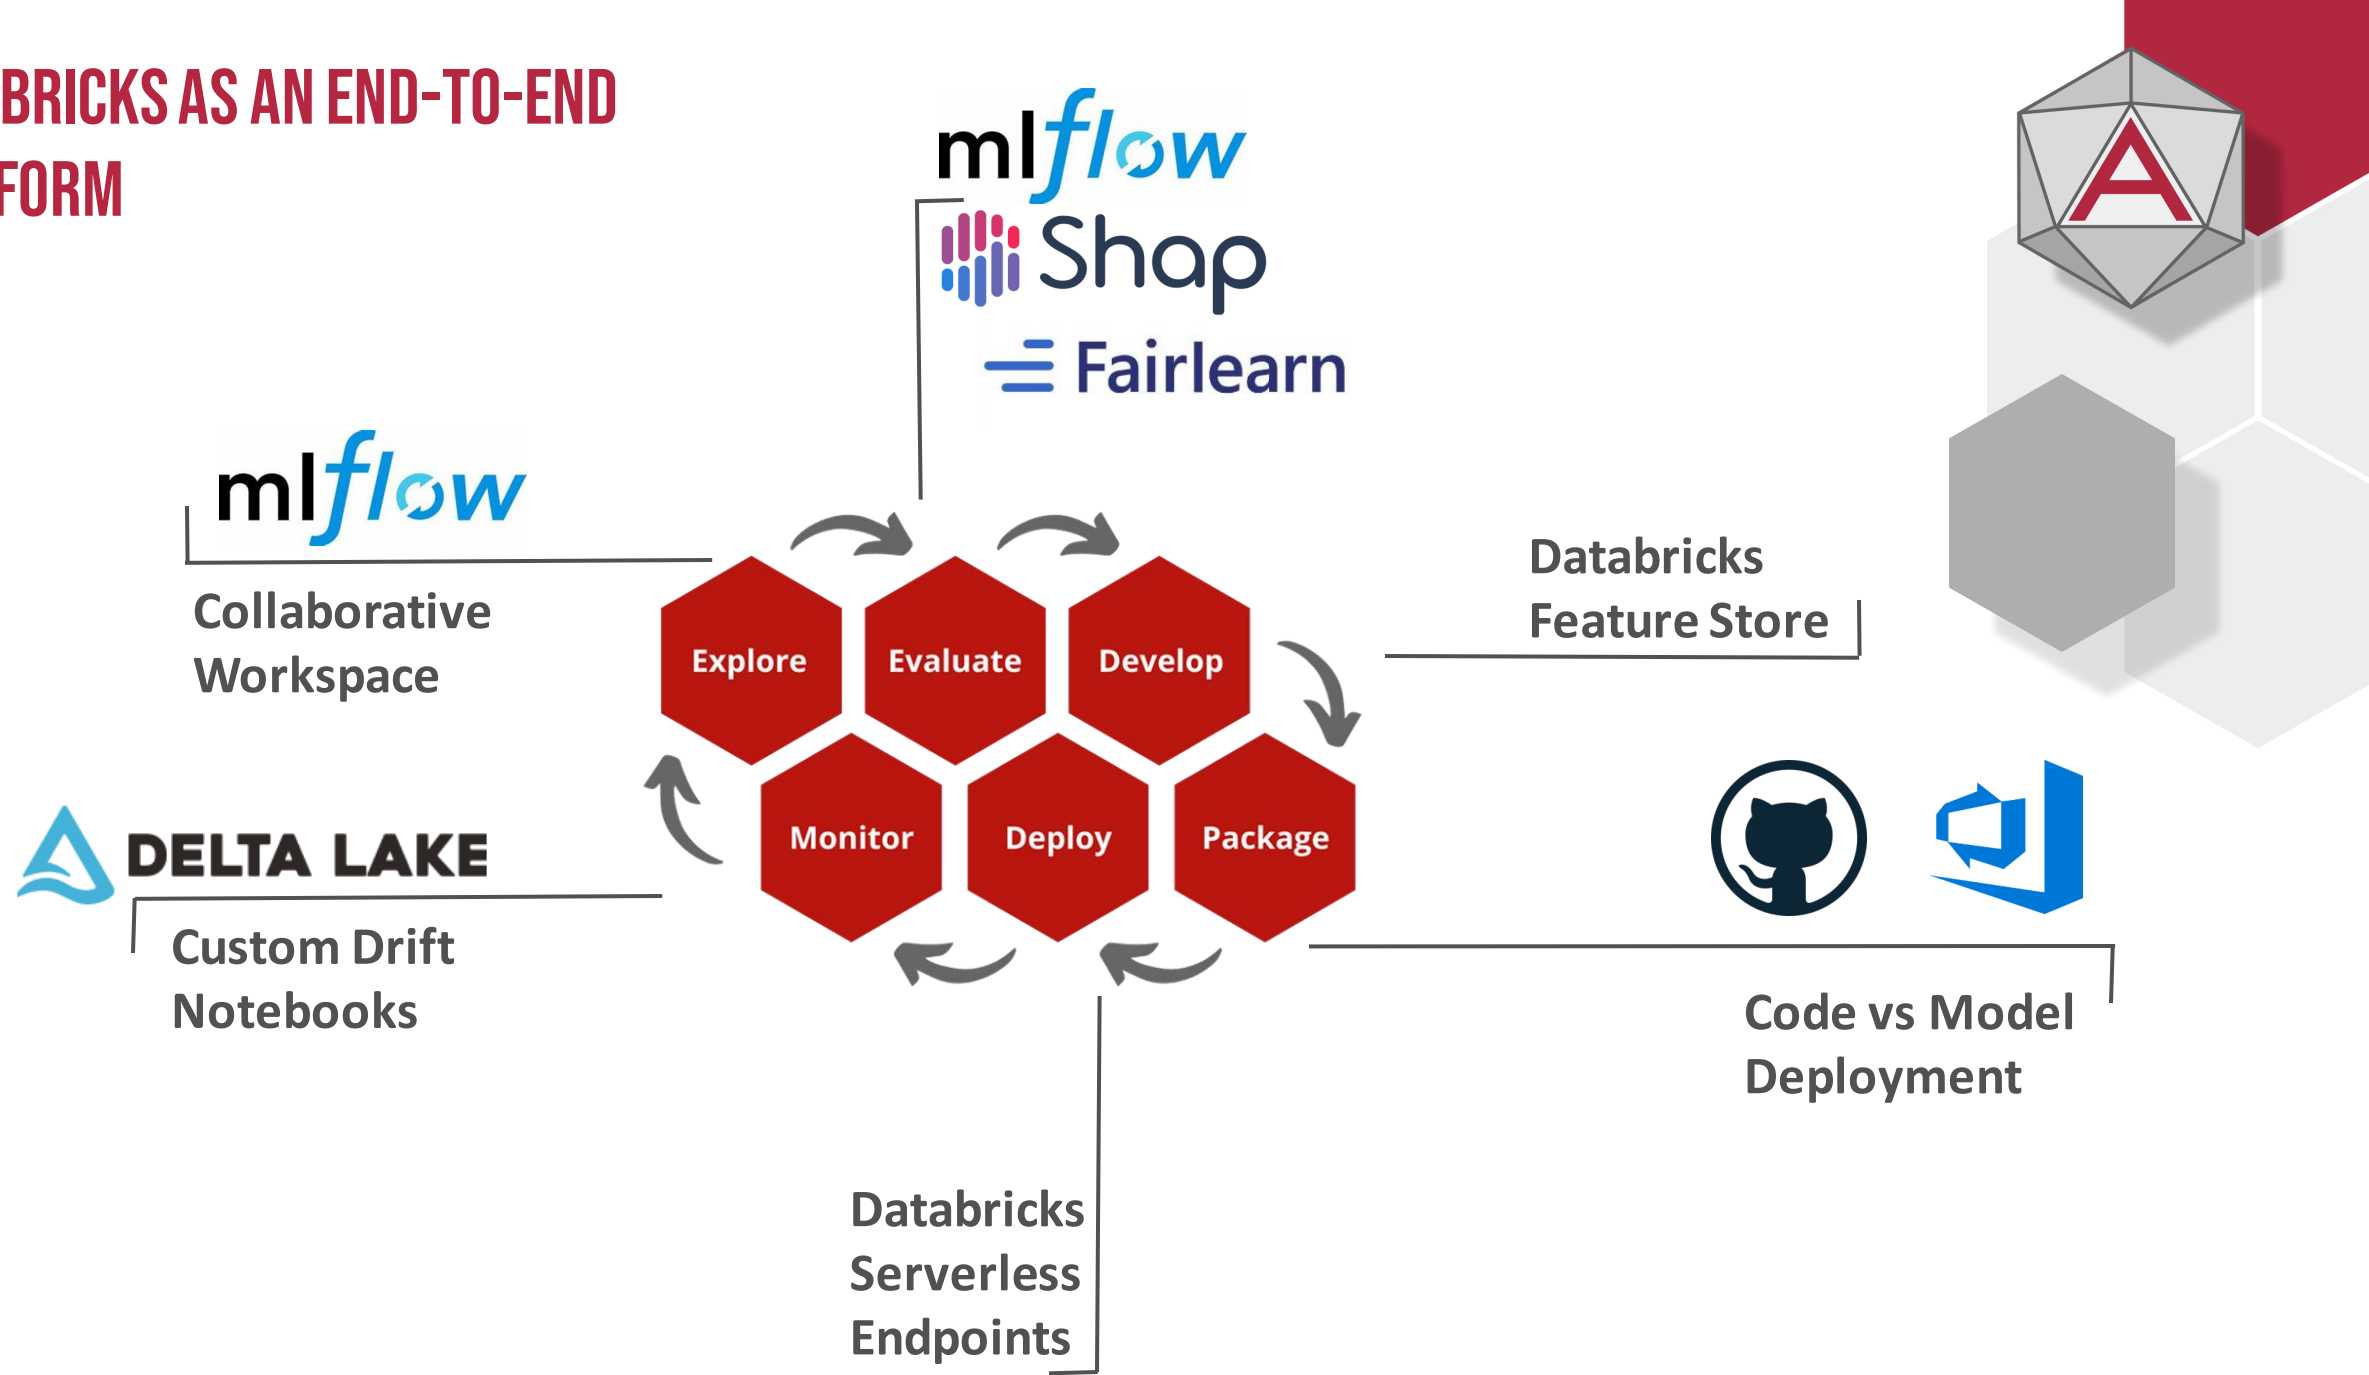 BRICKS AS AN END-TO-END
FORM
mlflow
Shap
Fairlearn
mlflow
Collaborative
Workspace
Databricks
Feature Store
Explore
Evaluate
Develop
Monitor
Deploy
Package
DELTA LAKE
Custom Drift
Notebooks
Code vs Model
Deployment
Databricks
Serverless
Endpoints
A